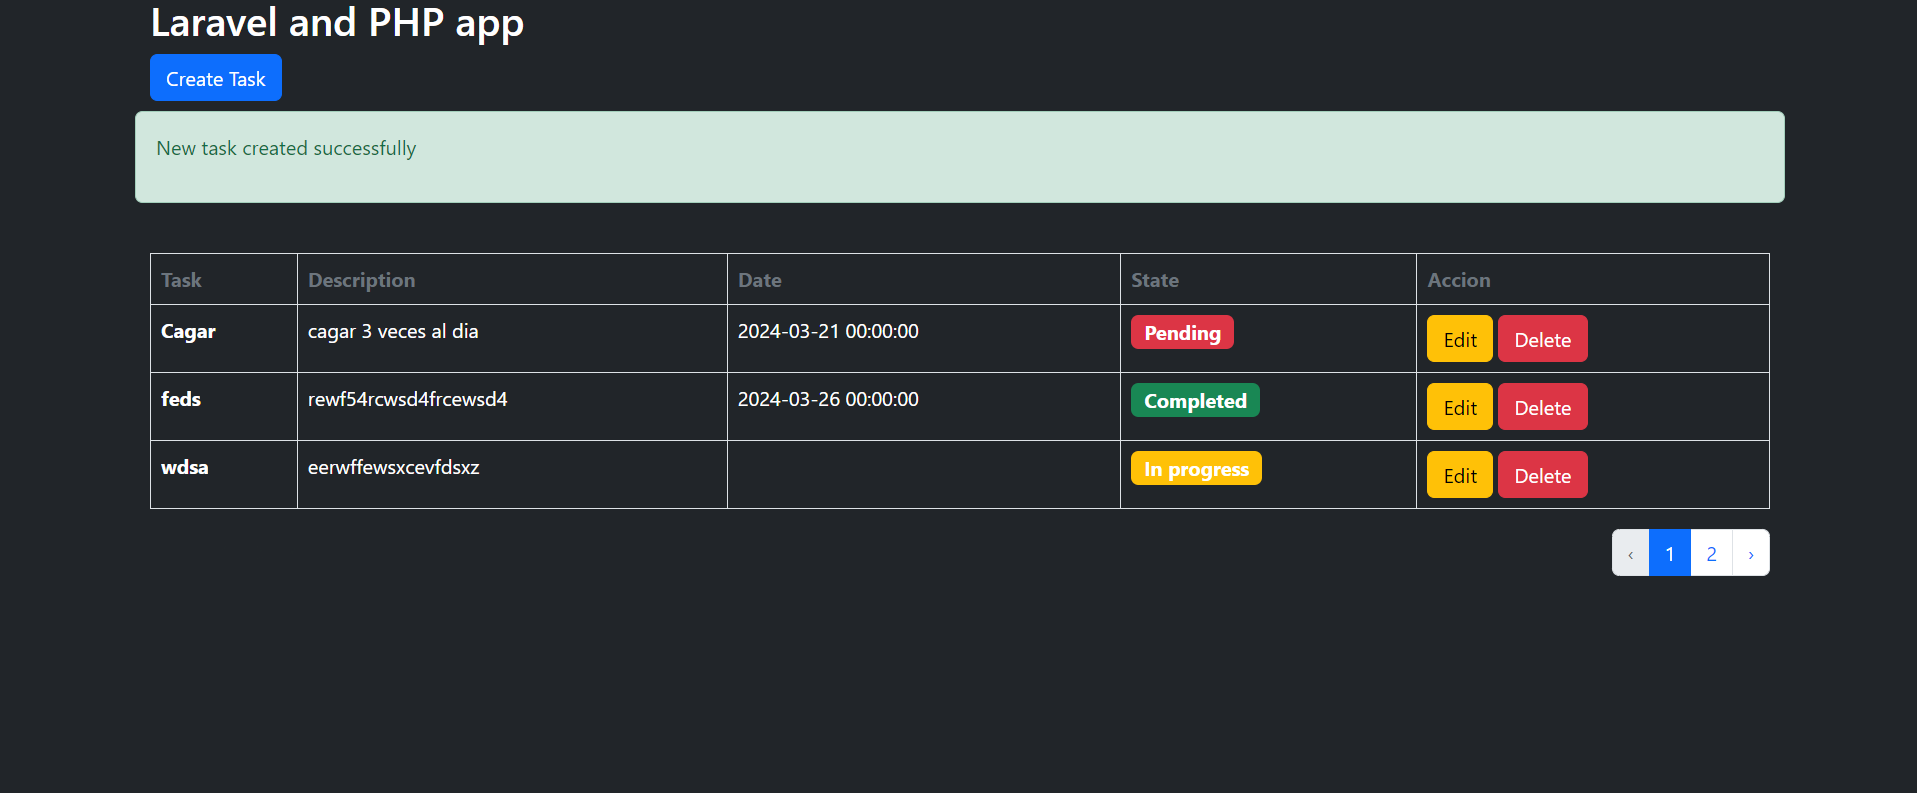 Laravel and PHP app
Create Task
New task created successfully
Task Description Date State Accion
Cagar cagar 3 veces al dia 2024-03-21 00:00:00 Pending Edit Delete
feds rewf54rcwsd4frcewsd4 2024-03-26 00:00:00 Completed Edit Delete
wdsa eerwffewsxcevfdsxz In progress Edit Delete
‹ 1 2 ›